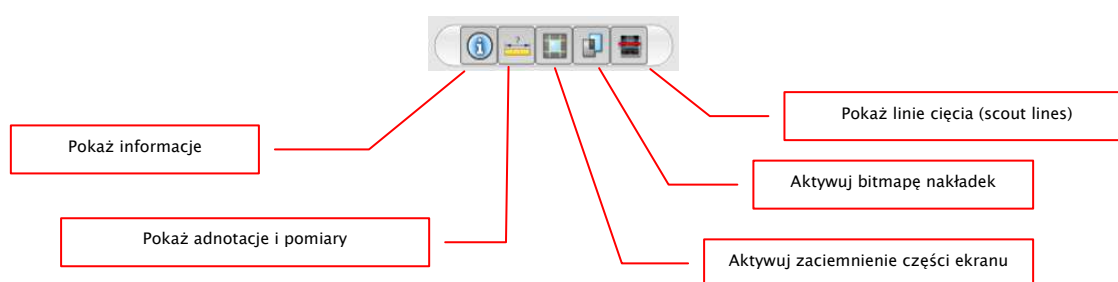 ?
Pokaż linie cięcia (scout lines)
Pokaż informacje
Aktywuj bitmapę nakładek
Pokaż adnotacje i pomiary
Aktywuj zaciemnienie części ekranu